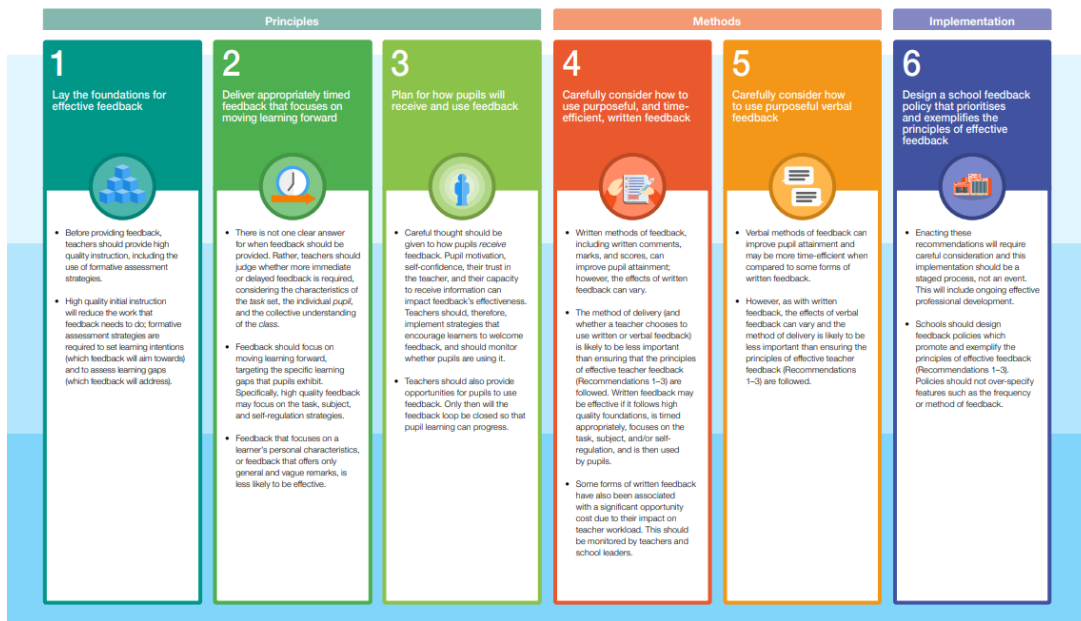 Principles
Methods
Implementation
1
Lay the foundations for
effective feedback
• Before providing feedback,
teachers should provide high
quality instruction, including the
use of formative assessment
strategies.
• High quality initial instruction
will reduce the work that
feedback needs to do; formative
assessment strategies are
required to set learning intentions
(which feedback will aim towards)
and to assess learning gaps
(which feedback will address).
2
Deliver appropriately timed
feedback that focuses on
moving learning forward
• There is not one clear answer
for when feedback should be
provided. Rather, teachers should
judge whether more immediate
or delayed feedback is required,
considering the characteristics of
the task set, the individual pupil,
and the collective understanding
of the class.
• Feedback should focus on
moving learning forward,
targeting the specific learning
gaps that pupils exhibit.
Specifically, high quality feedback
may focus on the task, subject,
and self-regulation strategies.
• Feedback that focuses on a
learner's personal characteristics,
or feedback that offers only
general and vague remarks, is
less likely to be effective.
3
Plan for how pupils will
receive and use feedback
• Careful thought should be
given to how pupils receive
feedback. Pupil motivation,
self-confidence, their trust in
the teacher, and their capacity
to receive information can
impact feedback's effectiveness.
Teachers should, therefore,
implement strategies that
encourage learners to welcome
feedback, and should monitor
whether pupils are using it.
• Teachers should also provide
opportunities for pupils to use
feedback. Only then will the
feedback loop be closed so that
pupil learning can progress.
4
Carefully consider how to
use purposeful, and time-
efficient, written feedback
• Written methods of feedback,
including written comments,
marks, and scores, can
improve pupil attainment;
however, the effects of written
feedback can vary.
• The method of delivery (and
whether a teacher chooses to
use written or verbal feedback)
is likely to be less important
than ensuring that the principles
of effective teacher feedback
(Recommendations 1–3) are
followed. Written feedback may
be effective if it follows high
quality foundations, is timed
appropriately, focuses on the
task, subject, and/or self-
regulation, and is then used
by pupils.
• Some forms of written feedback
have also been associated
with a significant opportunity
cost due to their impact on
teacher workload. This should
be monitored by teachers and
school leaders.
5
Carefully consider how
to use purposeful verbal
feedback
• Verbal methods of feedback can
improve pupil attainment and
may be more time-efficient when
compared to some forms of
written feedback.
• However, as with written
feedback, the effects of verbal
feedback can vary and the
method of delivery is likely to be
less important than ensuring the
principles of effective teacher
feedback (Recommendations
1–3) are followed.
6
Design a school feedback
policy that prioritises
and exemplifies the
principles of effective
feedback
• Enacting these
recommendations will require
careful consideration and this
implementation should be a
staged process, not an event.
This will include ongoing effective
professional development.
• Schools should design
feedback policies which
promote and exemplify the
principles of effective feedback
(Recommendations 1–3).
Policies should not over-specify
features such as the frequency
or method of feedback.